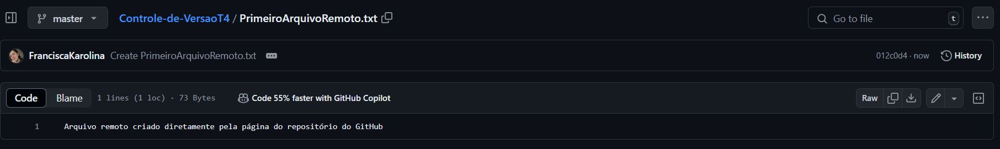 master Controle-de-VersaoT4 / PrimeiroArquivoRemoto.txt Go to file t
FranciscaKarolina Create PrimeiroArquivoRemoto.txt 012c0d4 · now History
Code Blame 1 lines (1 loc) · 73 Bytes Code 55% faster with GitHub Copilot Raw
1 Arquivo remoto criado diretamente pela página do repositório do GitHub